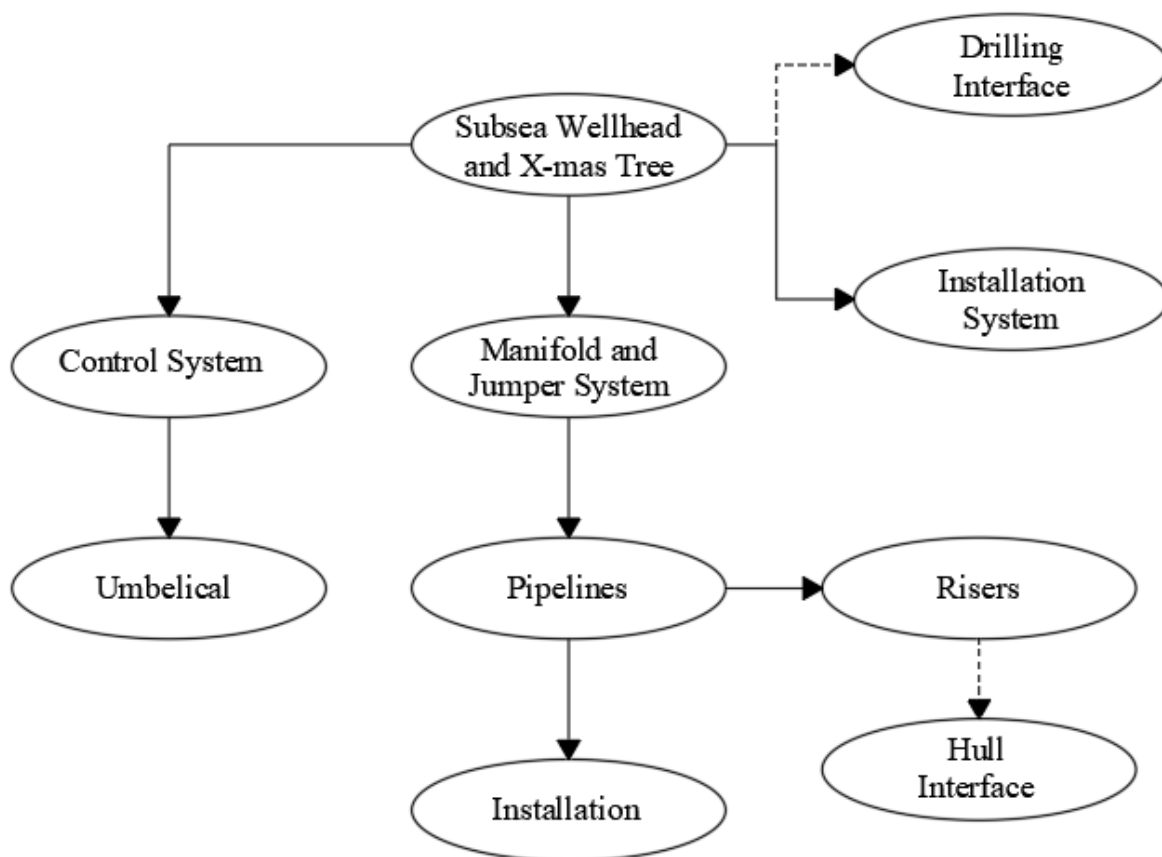 Drilling
Interface
Subsea Wellhead
and X-mas Tree
Installation
System
Control System
Manifold and
Jumper System
Umbelical
Pipelines
Risers
Hull
Interface
Installation